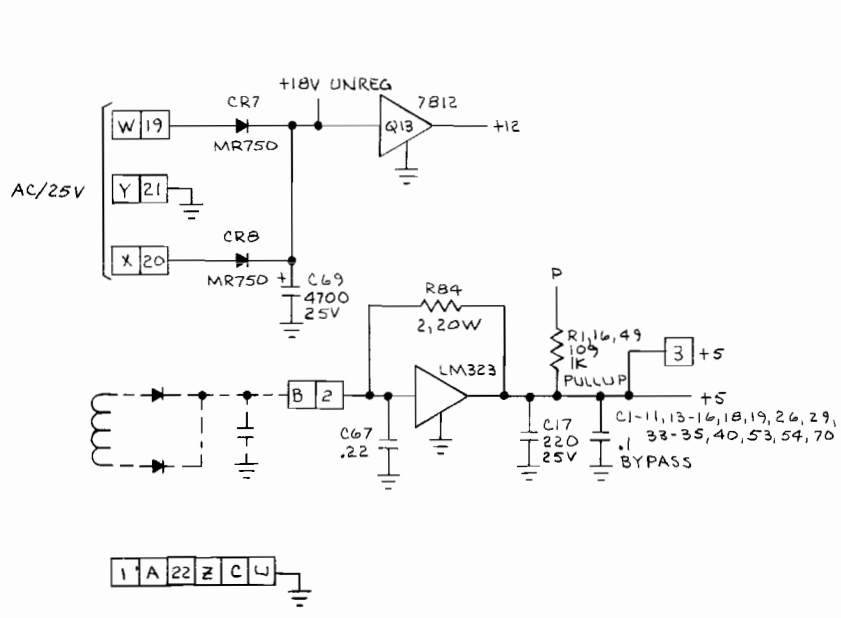 +18V UNREG
CR7
7812
W 19
Q13
+12
MR750
AC/25V
Y 21
CR8
X 20
MR750
+
C69
4700
25V
P
R84
2,20W
R1,16,49
109
1K
PULLUP
3 +5
LM323
B 2
+5
C67
.22
C17
220
25V
C1-11,13-16,18,19,26,29,
33-35,40,53,54,70
.1
BYPASS
1 A 22 Z C